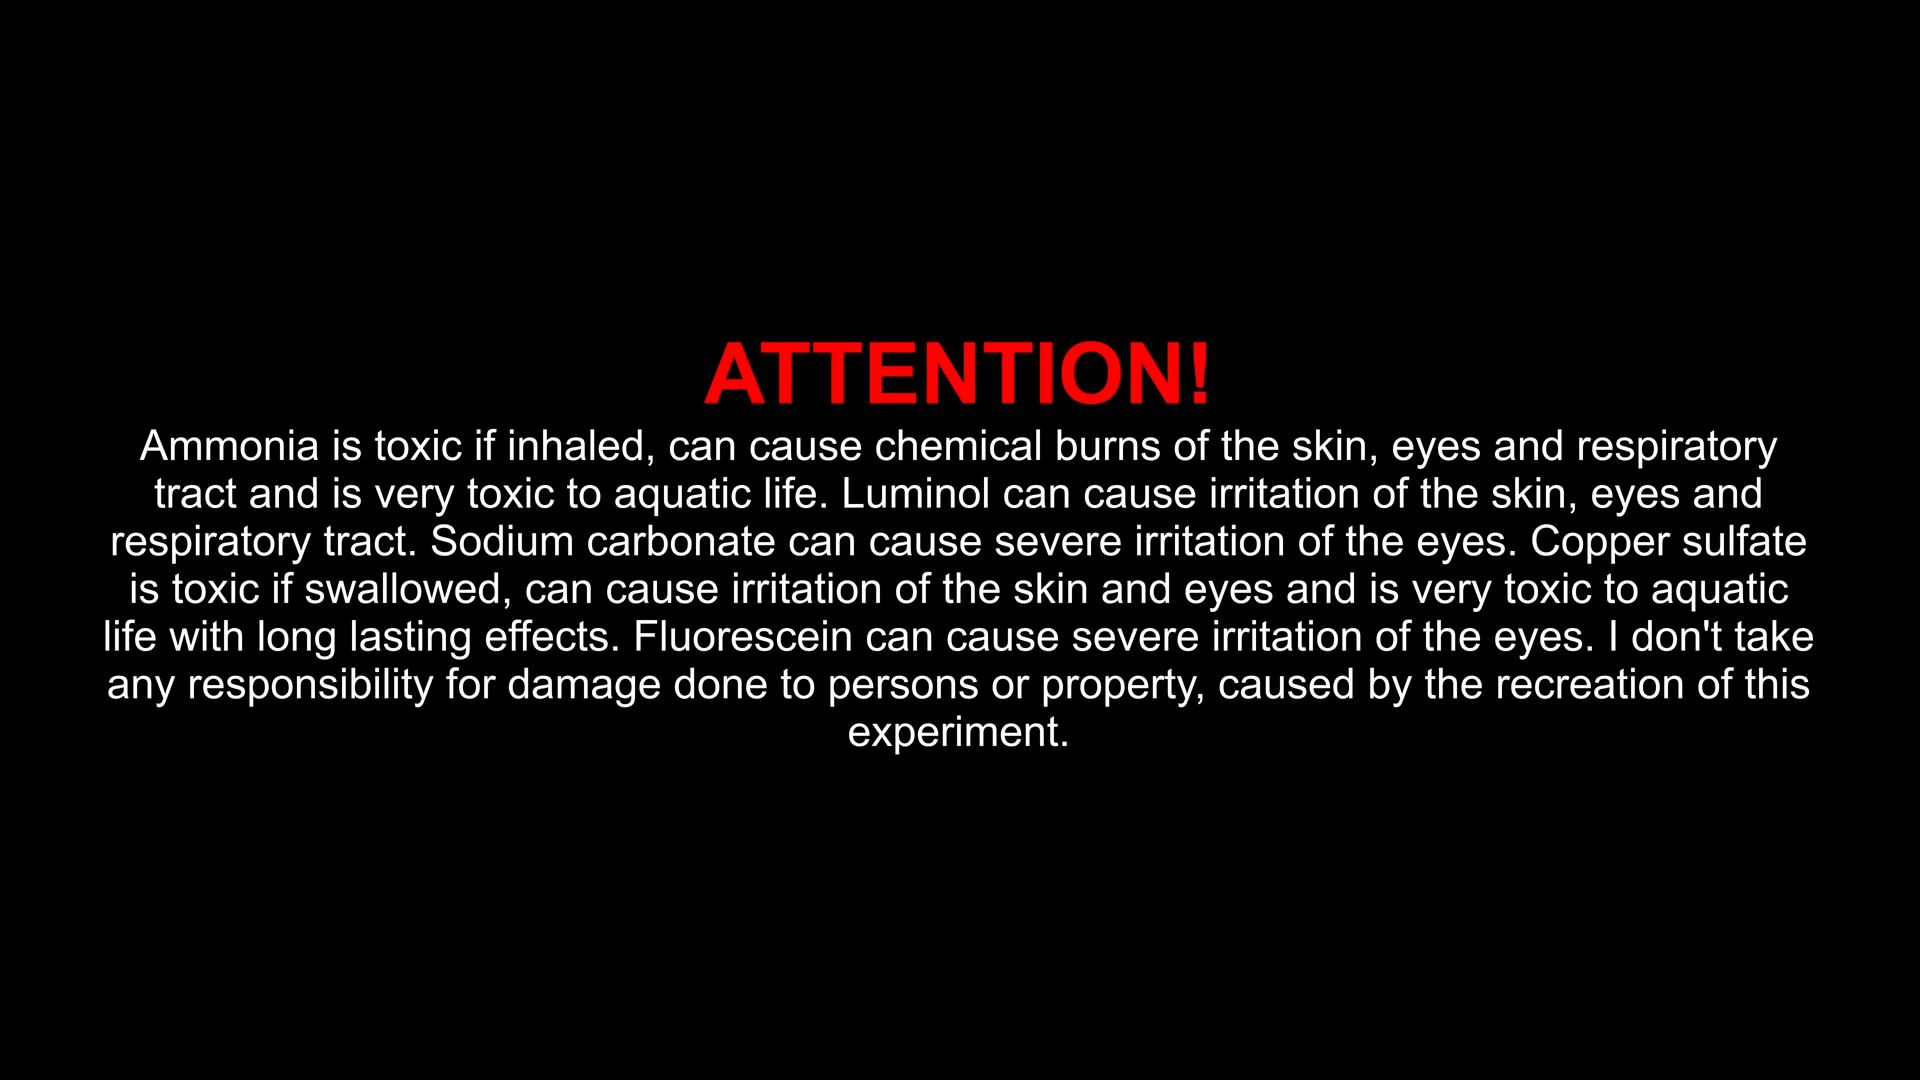 ATTENTION!
Ammonia is toxic if inhaled, can cause chemical burns of the skin, eyes and respiratory
tract and is very toxic to aquatic life. Luminol can cause irritation of the skin, eyes and
respiratory tract. Sodium carbonate can cause severe irritation of the eyes. Copper sulfate
is toxic if swallowed, can cause irritation of the skin and eyes and is very toxic to aquatic
life with long lasting effects. Fluorescein can cause severe irritation of the eyes. I don't take
any responsibility for damage done to persons or property, caused by the recreation of this
experiment.